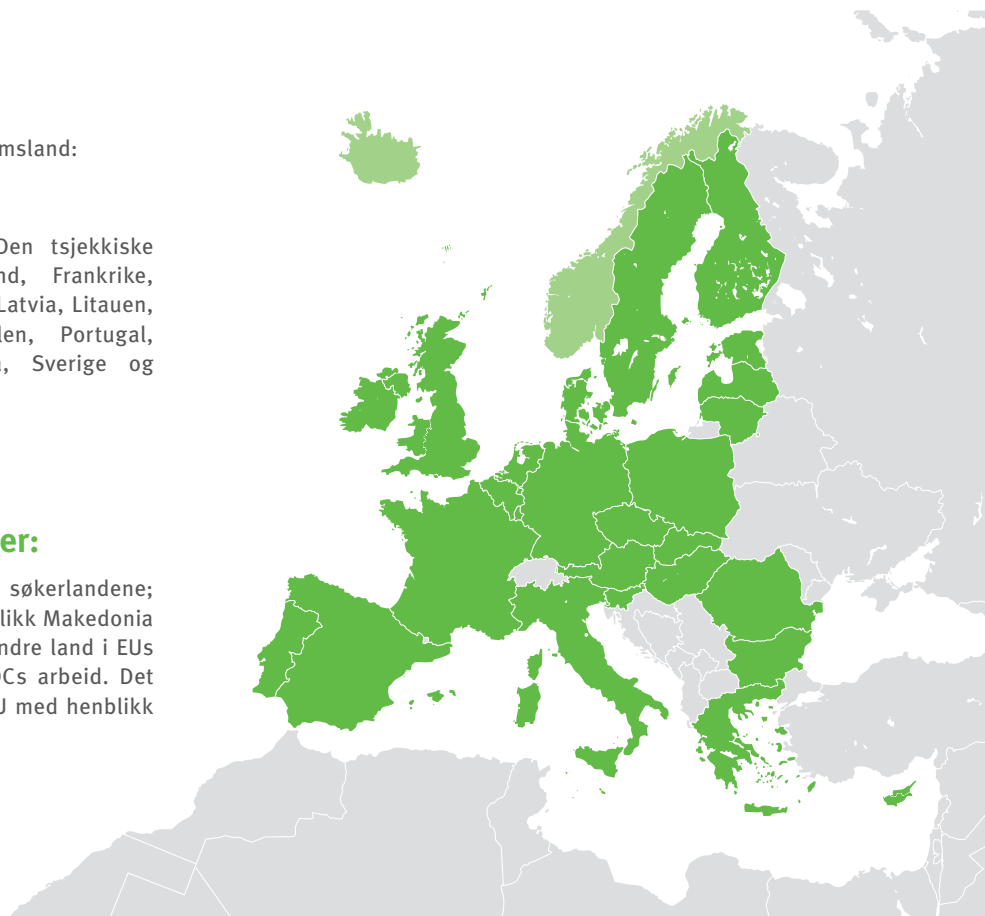 msland:
Den tsjekkiske
nd, Frankrike,
Latvia, Litauen,
len, Portugal,
, Sverige og
er:
søkerlandene;
likk Makedonia
ndre land i EUs
Cs arbeid. Det
U med henblikk